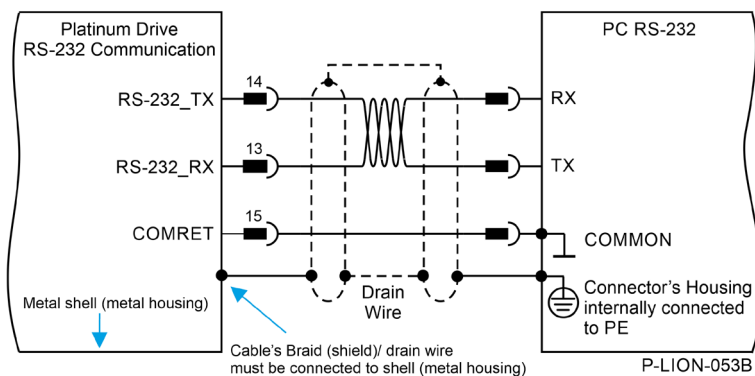 Platinum Drive
RS-232 Communication
PC RS-232
14
RS-232_TX
RX
13
RS-232_RX
TX
15
COMRET
COMMON
Metal shell (metal housing)
Drain
Wire
Connector's Housing
internally connected
to PE
Cable's Braid (shield)/ drain wire
must be connected to shell (metal housing)
P-LION-053B